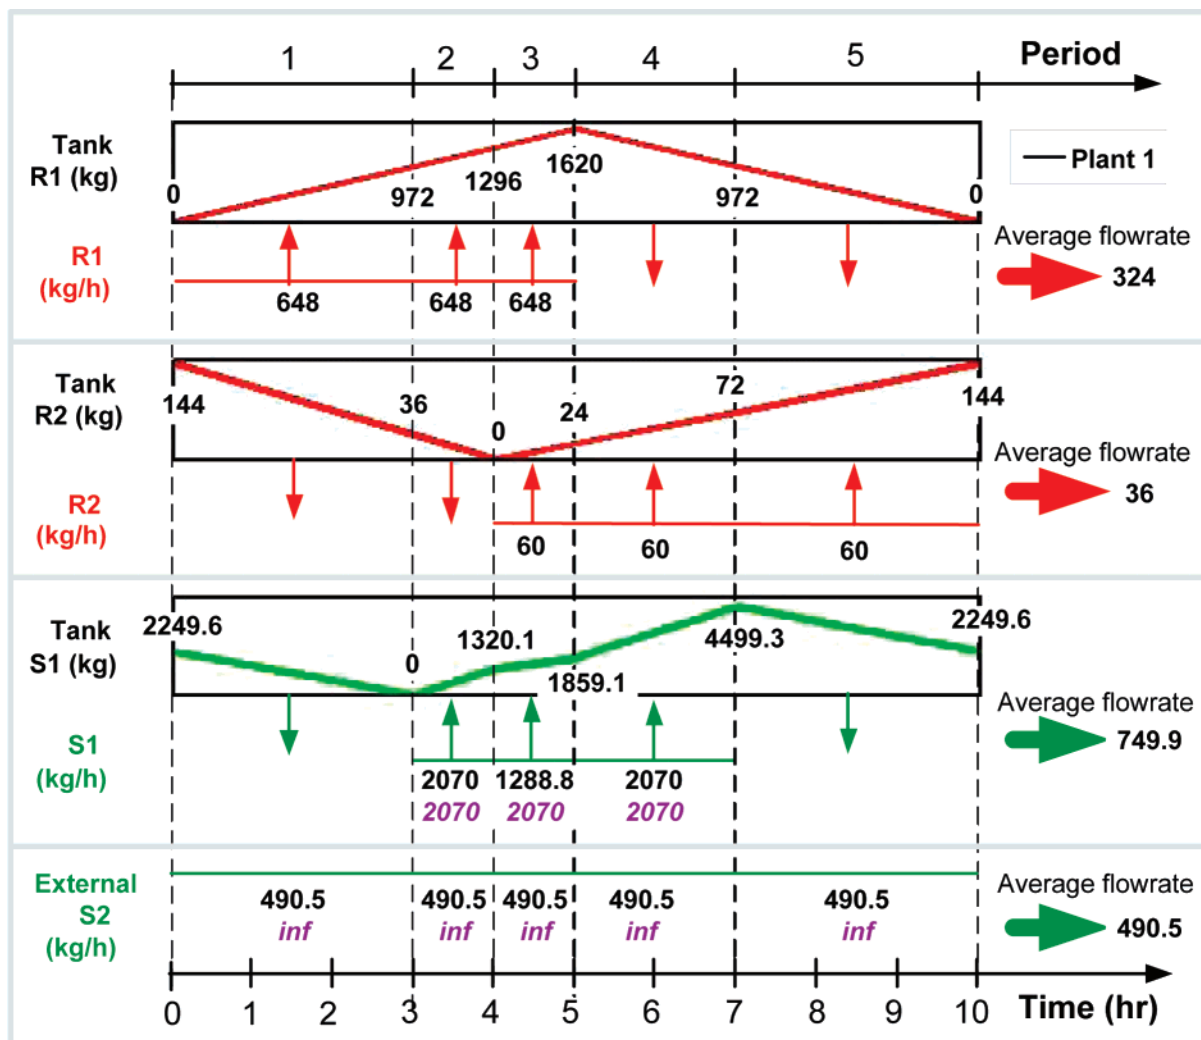 1 2 3 4 5 Period
Tank
R1 (kg)
0 972 1296 1620 972 0
Plant 1
R1
(kg/h)
648 648 648
Average flowrate
324
Tank
R2 (kg)
144 36 0 24 72 144
R2
(kg/h)
60 60 60
Average flowrate
36
Tank
S1 (kg)
2249.6 0 1320.1 1859.1 4499.3 2249.6
S1
(kg/h)
2070 1288.8 2070
2070 2070 2070
Average flowrate
749.9
External
S2
(kg/h)
490.5 490.5 490.5 490.5 490.5
inf inf inf inf inf
Average flowrate
490.5
0 1 2 3 4 5 6 7 8 9 10 Time (hr)